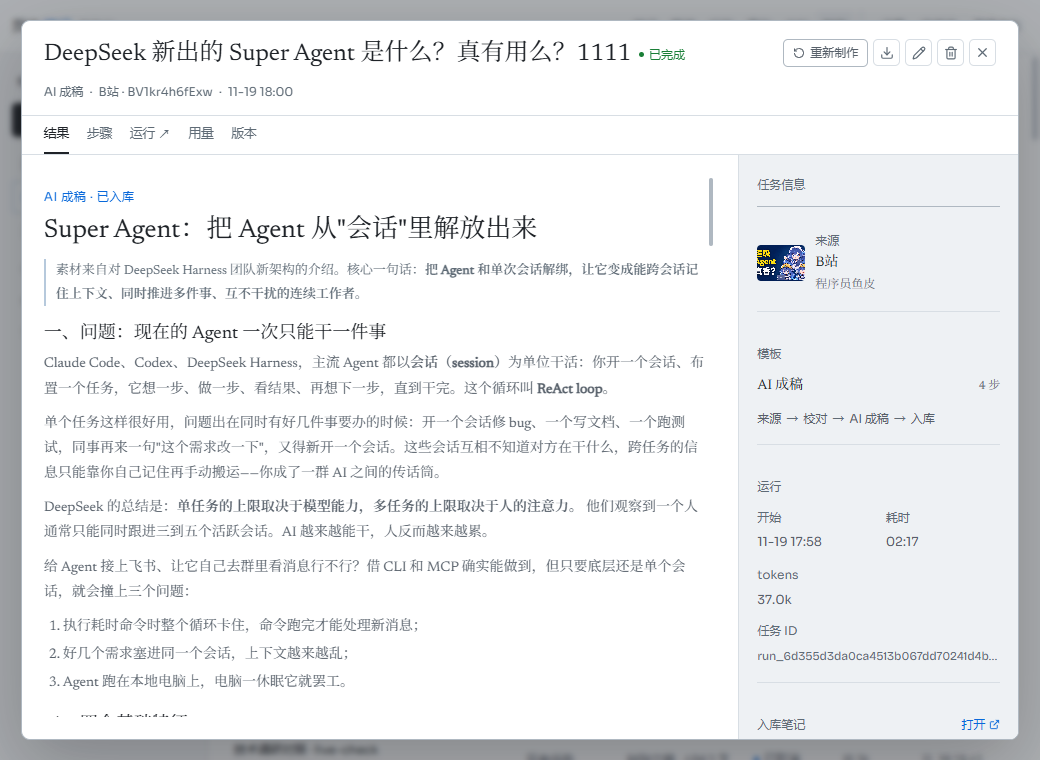 DeepSeek 新出的 Super Agent 是什么？真有用么？1111
已完成
重新制作
AI 成稿 · B站 · BV1kr4h6fExw · 11-19 18:00
结果 步骤 运行 ↗ 用量 版本
AI 成稿 · 已入库
Super Agent：把 Agent 从"会话"里解放出来
素材来自对 DeepSeek Harness 团队新架构的介绍。核心一句话：把 Agent 和单次会话解绑，让它变成能跨会话记
住上下文、同时推进多件事、互不干扰的连续工作者。
一、问题：现在的 Agent 一次只能干一件事
Claude Code、Codex、DeepSeek Harness，主流 Agent 都以会话（session）为单位干活：你开一个会话、布
置一个任务，它想一步、做一步、看结果、再想下一步，直到干完。这个循环叫 ReAct loop。
单个任务这样很好用，问题出在同时有好几件事要办的时候：开一个会话修 bug、一个写文档、一个跑测
试，同事再来一句"这个需求改一下"，又得新开一个会话。这些会话互相不知道对方在干什么，跨任务的信
息只能靠你自己记住再手动搬运——你成了一群 AI 之间的传话筒。
DeepSeek 的总结是：单任务的上限取决于模型能力，多任务的上限取决于人的注意力。 他们观察到一个人
通常只能同时跟进三到五个活跃会话。AI 越来越能干，人反而越来越累。
给 Agent 接上飞书、让它自己去群里看消息行不行？借 CLI 和 MCP 确实能做到，但只要底层还是单个会
话，就会撞上三个问题：
1. 执行耗时命令时整个循环卡住，命令跑完才能处理新消息；
2. 好几个需求塞进同一个会话，上下文越来越乱；
3. Agent 跑在本地电脑上，电脑一休眠它就罢工。
任务信息
Agent
来源
B站
程序员鱼皮
模板
AI 成稿 4 步
来源 → 校对 → AI 成稿 → 入库
运行
开始 耗时
11-19 17:58 02:17
tokens
37.0k
任务 ID
run_6d355d3da0ca4513b067dd70241d4b...
入库笔记 打开